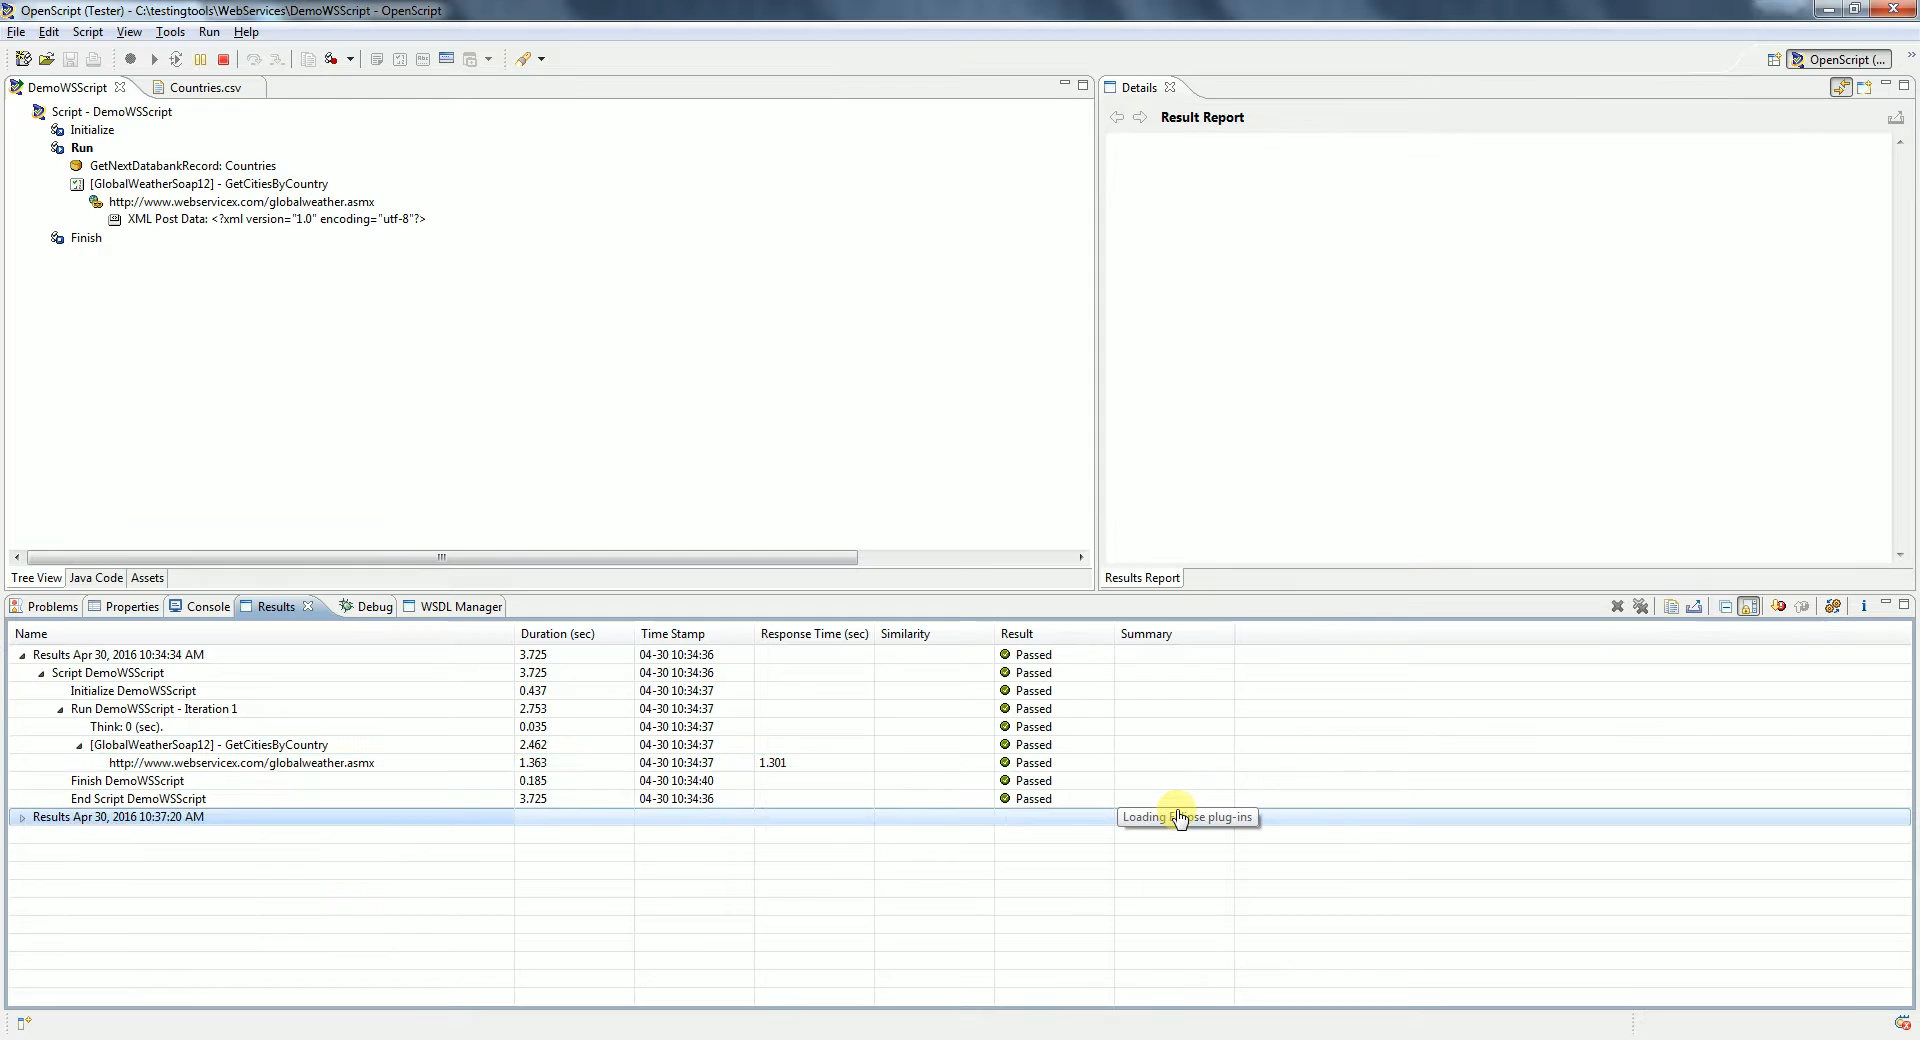 OpenScript (Tester) - C:\testingtools\WebServices\DemoWSScript - OpenScript
File Edit Script View Tools Run Help
OpenScript (...
DemoWSScript Countries.csv
Script - DemoWSScript
Initialize
Run
GetNextDatabankRecord: Countries
[GlobalWeatherSoap12] - GetCitiesByCountry
http://www.webservicex.com/globalweather.asmx
XML Post Data: <?xml version="1.0" encoding="utf-8"?>
Finish
Tree View Java Code Assets
Details
Result Report
Results Report
Problems Properties Console Results Debug WSDL Manager
Name Duration (sec) Time Stamp Response Time (sec) Similarity Result Summary
Results Apr 30, 2016 10:34:34 AM 3.725 04-30 10:34:36 Passed
Script DemoWSScript 3.725 04-30 10:34:36 Passed
Initialize DemoWSScript 0.437 04-30 10:34:37 Passed
Run DemoWSScript - Iteration 1 2.753 04-30 10:34:37 Passed
Think: 0 (sec). 0.035 04-30 10:34:37 Passed
[GlobalWeatherSoap12] - GetCitiesByCountry 2.462 04-30 10:34:37 Passed
http://www.webservicex.com/globalweather.asmx 1.363 04-30 10:34:37 1.301 Passed
Finish DemoWSScript 0.185 04-30 10:34:40 Passed
End Script DemoWSScript 3.725 04-30 10:34:36 Passed
Results Apr 30, 2016 10:37:20 AM
Loading plug-ins